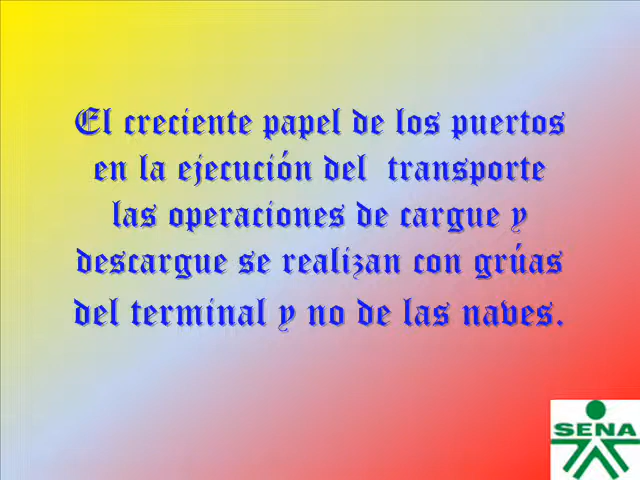 El creciente papel de los puertos
en la ejecución del transporte
las operaciones de cargue y
descargue se realizan con grúas
del terminal y no de las naves.
SENA